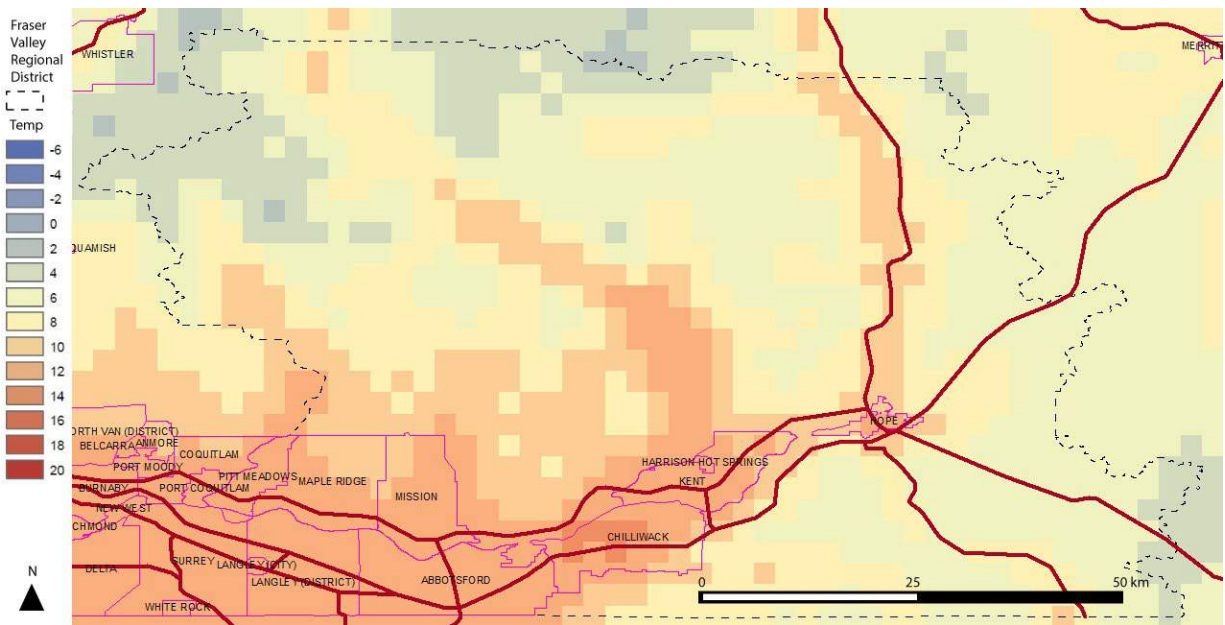 Fraser
Valley
Regional
District
Temp
-6
-4
-2
0
2
4
6
8
10
12
14
16
18
20
N
WHISTLER
MERRIT
QUAMISH
ORTH VAN (DISTRICT)
BELCARRA
ANMORE
COQUITLAM
PORT MOODY
PITT MEADOWS
MAPLE RIDGE
BURNABY
PORT COQUITLAM
MISSION
NEW WEST
CHMOND
HARRISON HOT SPRINGS
KENT
HOPE
CHILLIWACK
SURREY
LANGLEY (CITY)
DELTA
LANGLEY (DISTRICT)
ABBOTSFORD
WHITE ROCK
0 25 50 km